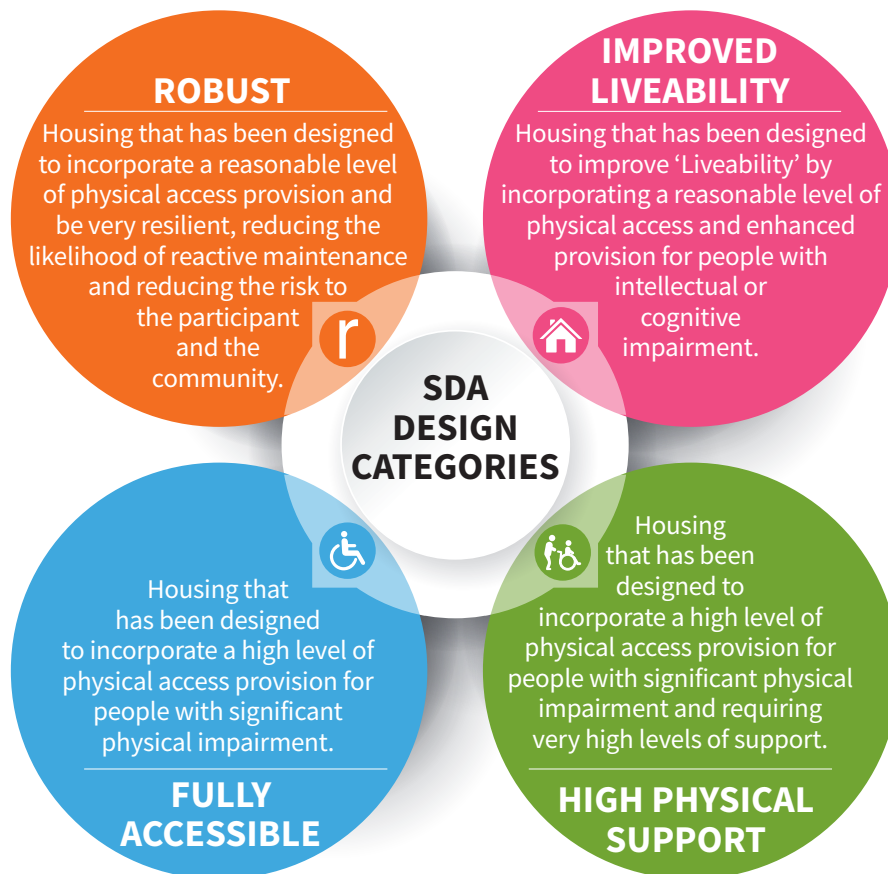 ROBUST
Housing that has been designed
to incorporate a reasonable level
of physical access provision and
be very resilient, reducing the
likelihood of reactive maintenance
and reducing the risk to
the participant
and the
community.
r
IMPROVED
LIVEABILITY
Housing that has been designed
to improve ‘Liveability’ by
incorporating a reasonable level of
physical access and enhanced
provision for people with
intellectual or
cognitive
impairment.
SDA
DESIGN
CATEGORIES
Housing that
has been designed
to incorporate a high level of
physical access provision for
people with significant
physical impairment.
FULLY
ACCESSIBLE
Housing
that has been
designed to
incorporate a high level of
physical access provision for
people with significant physical
impairment and requiring
very high levels of support.
HIGH PHYSICAL
SUPPORT